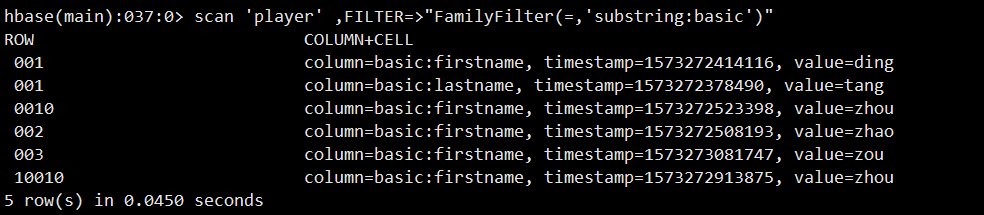 hbase(main):037:0> scan 'player' ,FILTER=>"FamilyFilter(=,'substring:basic')"
ROW COLUMN+CELL
001 column=basic:firstname, timestamp=1573272414116, value=ding
001 column=basic:lastname, timestamp=1573272378490, value=tang
0010 column=basic:firstname, timestamp=1573272523398, value=zhou
002 column=basic:firstname, timestamp=1573272508193, value=zhao
003 column=basic:firstname, timestamp=1573273081747, value=zou
10010 column=basic:firstname, timestamp=1573272913875, value=zhou
5 row(s) in 0.0450 seconds